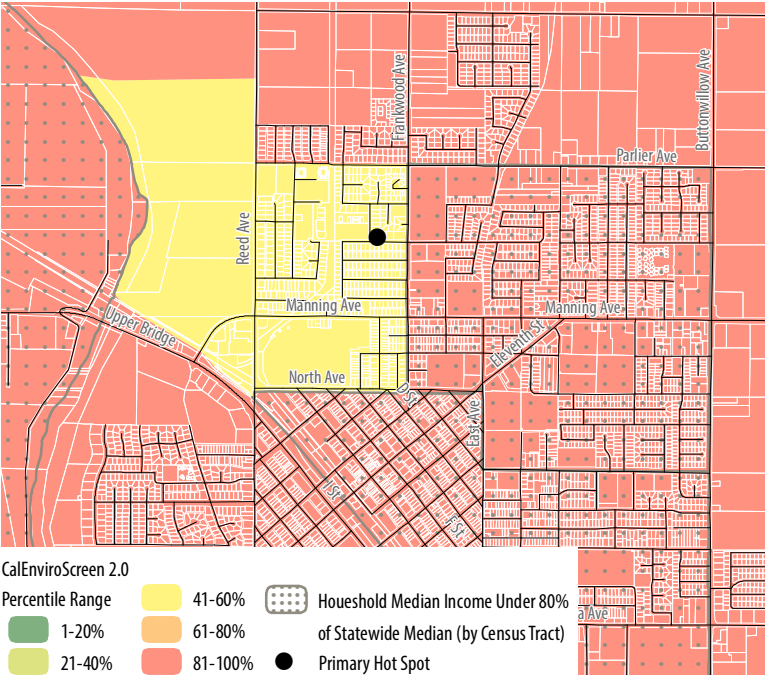 Frankwood Ave
Buttonwillow Ave
Parlier Ave
Reed Ave
Manning Ave
Manning Ave
Upper Bridge
Eleventh St
North Ave
D St
East Ave
I St
F St
a Ave
CalEnviroScreen 2.0
Percentile Range
1-20%
21-40%
41-60%
61-80%
81-100%
Houeshold Median Income Under 80%
of Statewide Median (by Census Tract)
Primary Hot Spot